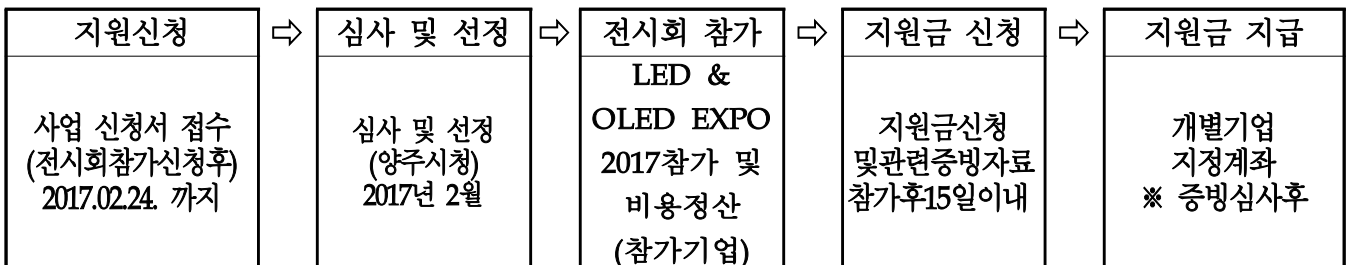 지원신청 ⇨ 심사 및 선정 ⇨ 전시회 참가 ⇨ 지원금 신청 ⇨ 지원금 지급
사업 신청서 접수
(전시회참가신청후)
2017.02.24. 까지
심사 및 선정
(양주시청)
2017년 2월
LED &
OLED EXPO
2017참가 및
비용정산
(참가기업)
지원금신청
및관련증빙자료
참가후15일이내
개별기업
지정계좌
※ 증빙심사후